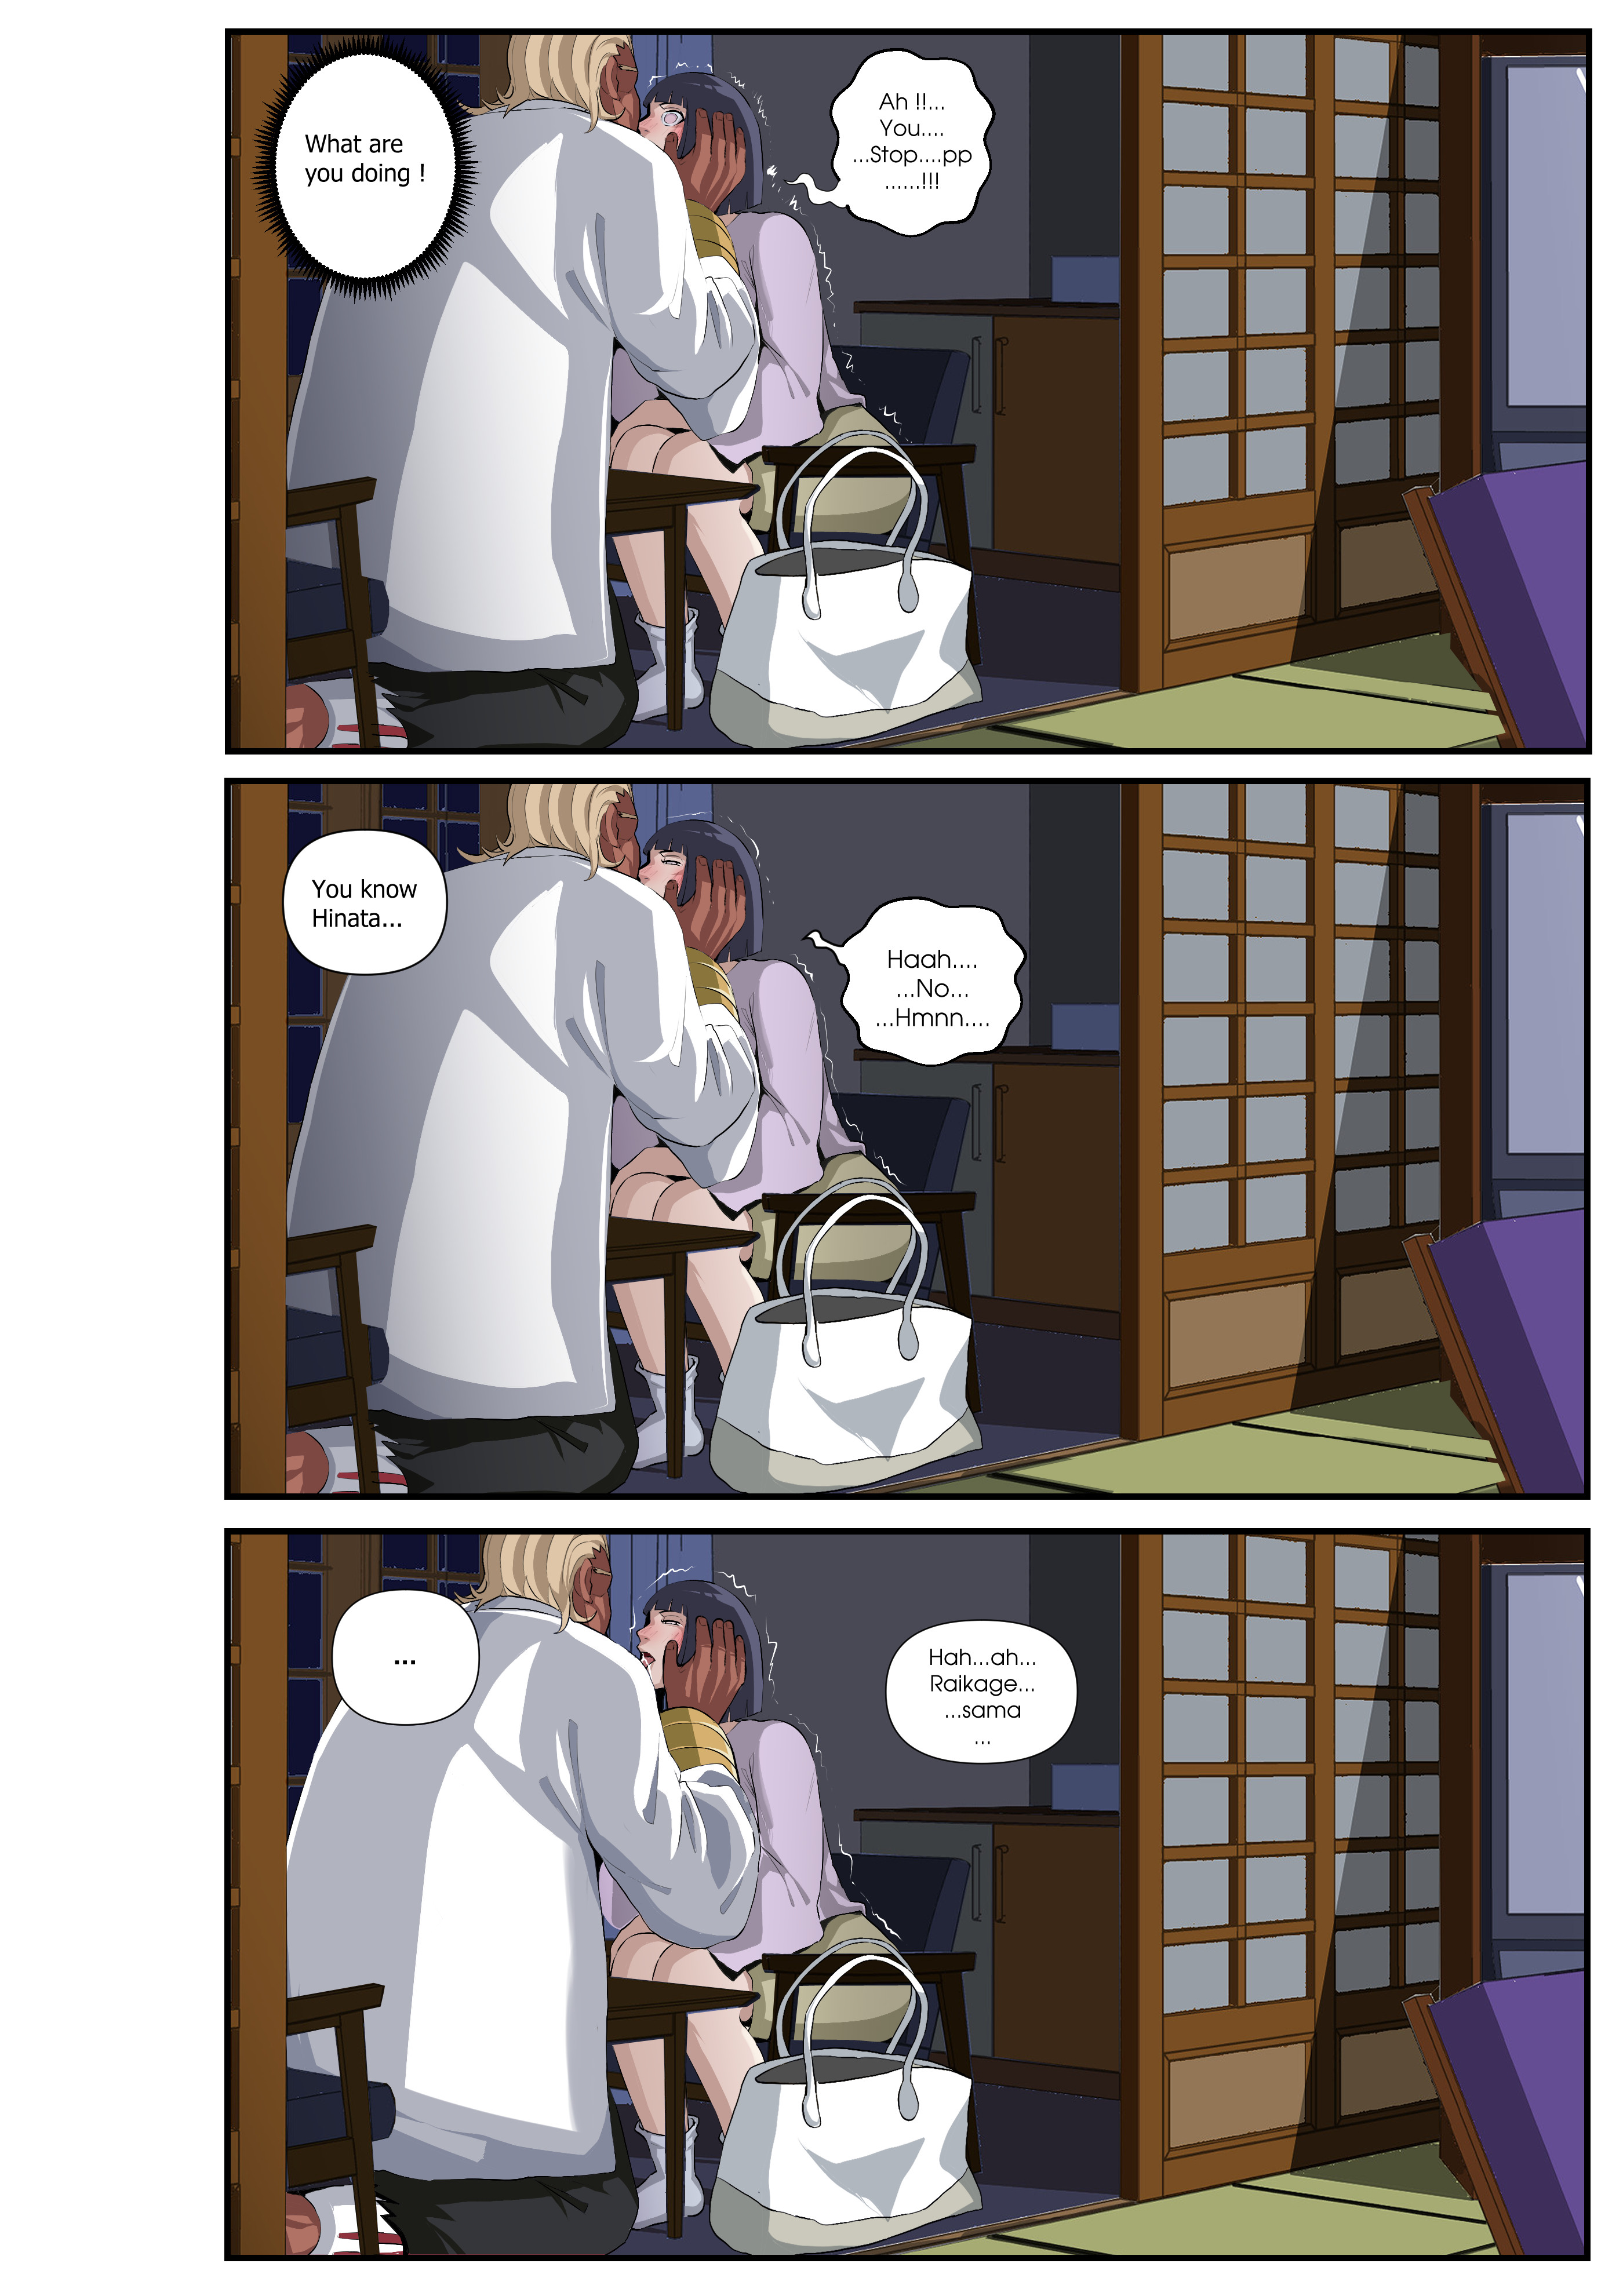 What are
you doing !
Ah !!...
You....
...Stop....pp
......!!!
You know
Hinata...
Haah....
...No...
...Hmnn....
...
Hah...ah...
Raikage...
...sama
...